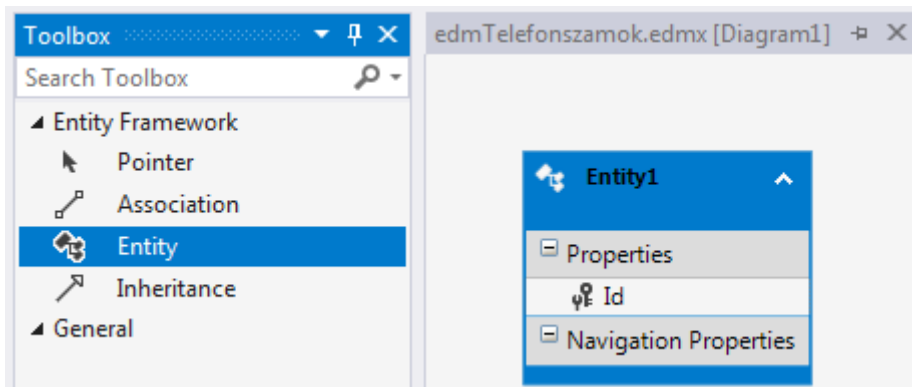 Toolbox
Search Toolbox
Entity Framework
Pointer
Association
Entity
Inheritance
General
edmTelefonszamok.edmx [Diagram1]
Entity1
Properties
Id
Navigation Properties